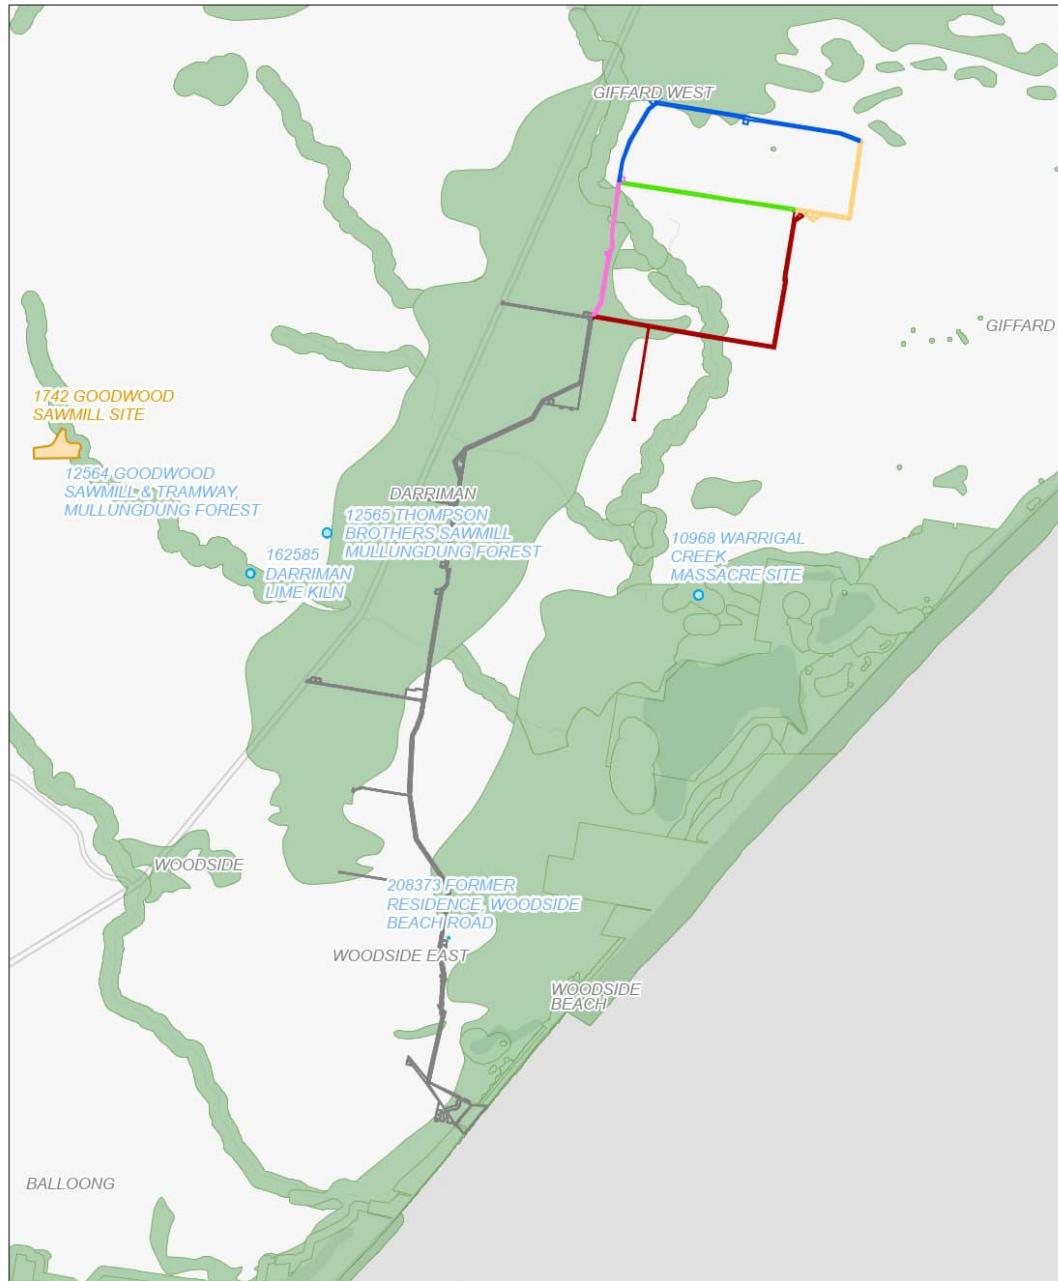 GIFFARD WEST
GIFFARD
1742 GOODWOOD
SAWMILL SITE
12564 GOODWOOD
SAWMILL & TRAMWAY,
MULLUNGDUNG FOREST
DARRIMAN
12565 THOMPSON
BROTHERS SAWMILL
MULLUNGDUNG FOREST
10968 WARRIGAL
CREEK
MASSACRE SITE
162585
DARRIMAN
LIME KILN
WOODSIDE
208373 FORMER
RESIDENCE, WOODSIDE
BEACH ROAD
WOODSIDE EAST
WOODSIDE
BEACH
BALLOONG